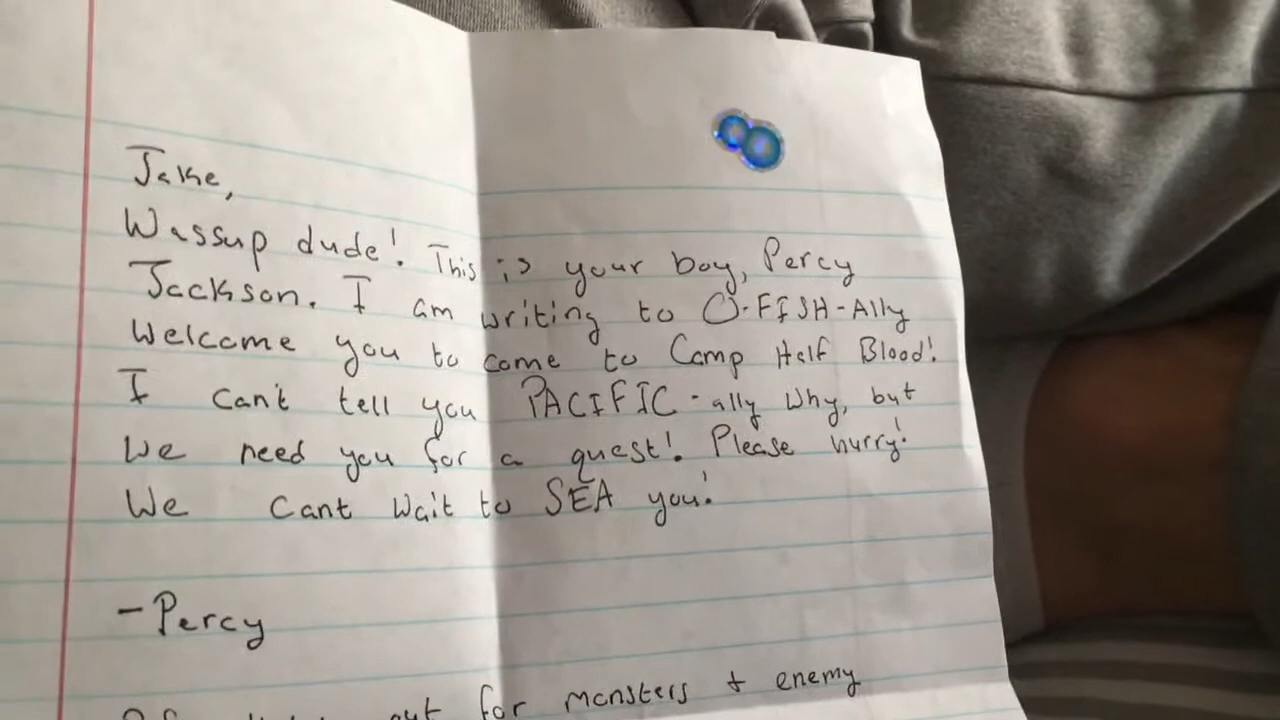 Jake,
Wassup dude! This is your boy, Percy
Jackson. I am writing to O-FISH-Ally
Welcome you to come to Camp Half Blood!
I can't tell you PACIFIC-ally why, but
We need you for a quest! Please hurry!
We cant wait to SEA you!
-Percy
out for monsters + enemy